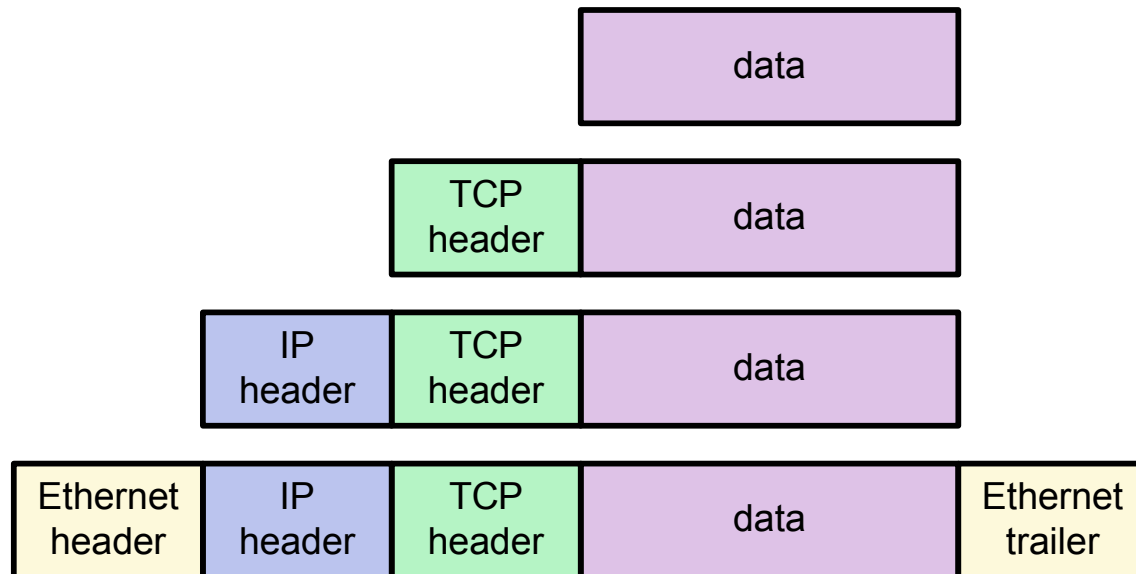 data
TCP
header
data
IP
header
TCP
header
data
Ethernet
header
IP
header
TCP
header
data
Ethernet
trailer